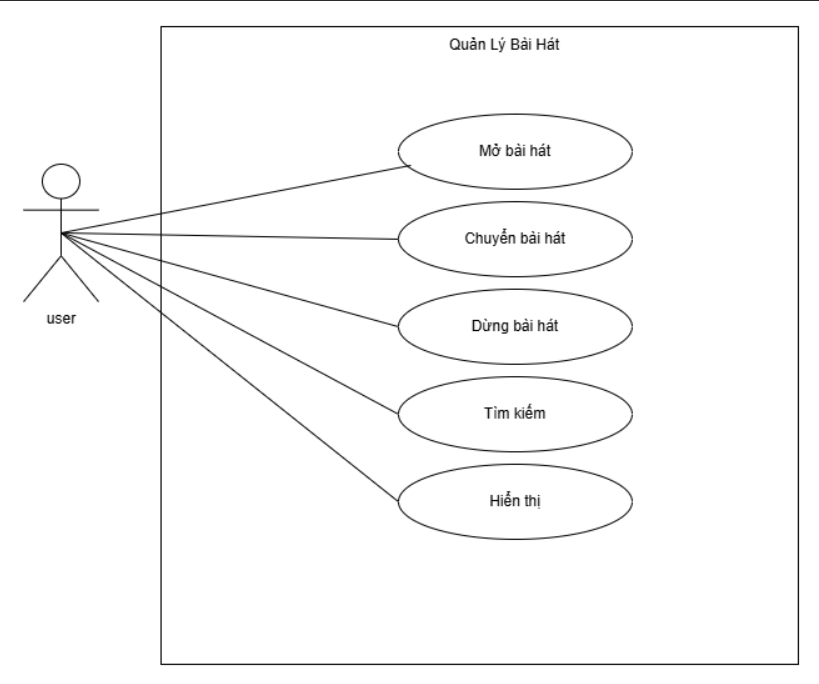 Quản Lý Bài Hát
Mở bài hát
Chuyển bài hát
Dừng bài hát
user
Tìm kiếm
Hiển thị